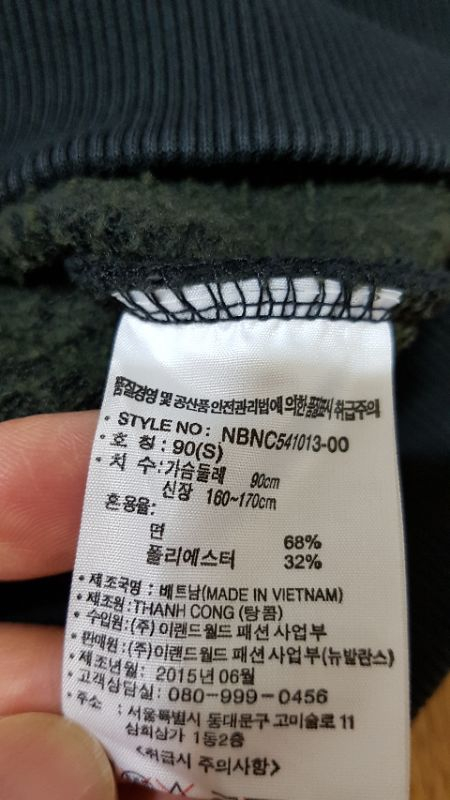 품질경영 및 공산품 안전관리법에 의한 품질표시 취급주의
• STYLE NO : NBNC541013-00
• 호 칭 : 90(S)
• 치 수 : 가슴둘레 90cm
신장 160~170cm
혼용율:
면 68%
폴리에스터 32%
• 제조국명 : 베트남(MADE IN VIETNAM)
• 제조원 : THANH CONG (탕콤)
• 수입원 : (주)이랜드월드 패션 사업부
• 판매원 : (주)이랜드월드 패션 사업부(뉴발란스)
• 제조년월 : 2015년 06월
• 고객상담실 : 080-999-0456
• 주소 : 서울특별시 동대문구 고미술로 11
삼희상가 1동2층
<취급시 주의사항>